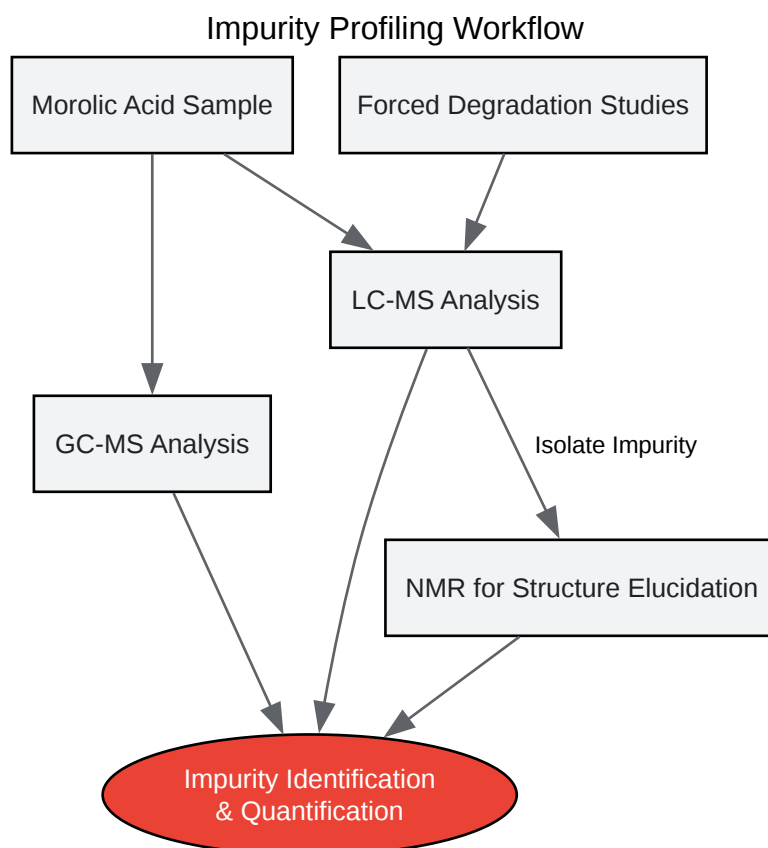 Impurity Profiling Workflow
Morolic Acid Sample
Forced Degradation Studies
LC-MS Analysis
GC-MS Analysis
Isolate Impurity
NMR for Structure Elucidation
Impurity Identification
& Quantification